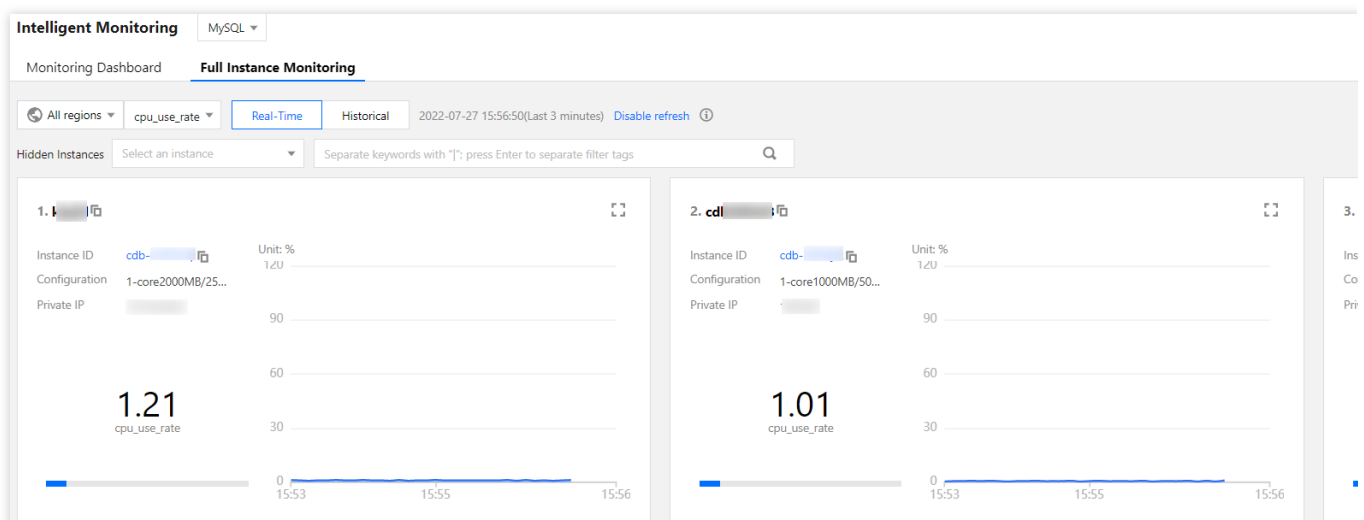 Intelligent Monitoring MySQL
Monitoring Dashboard Full Instance Monitoring
All regions cpu_use_rate Real-Time Historical 2022-07-27 15:56:50(Last 3 minutes) Disable refresh
Hidden Instances Select an instance Separate keywords with "|"; press Enter to separate filter tags
1.
Instance ID cdb-
Configuration 1-core2000MB/25...
Private IP
1.21
cpu_use_rate
Unit: %
120
90
60
30
0
15:53 15:55 15:56
2. cdb
Instance ID cdb-
Configuration 1-core1000MB/50...
Private IP
1.01
cpu_use_rate
Unit: %
120
90
60
30
0
15:53 15:55 15:56
3.
Ins
Co
Pri